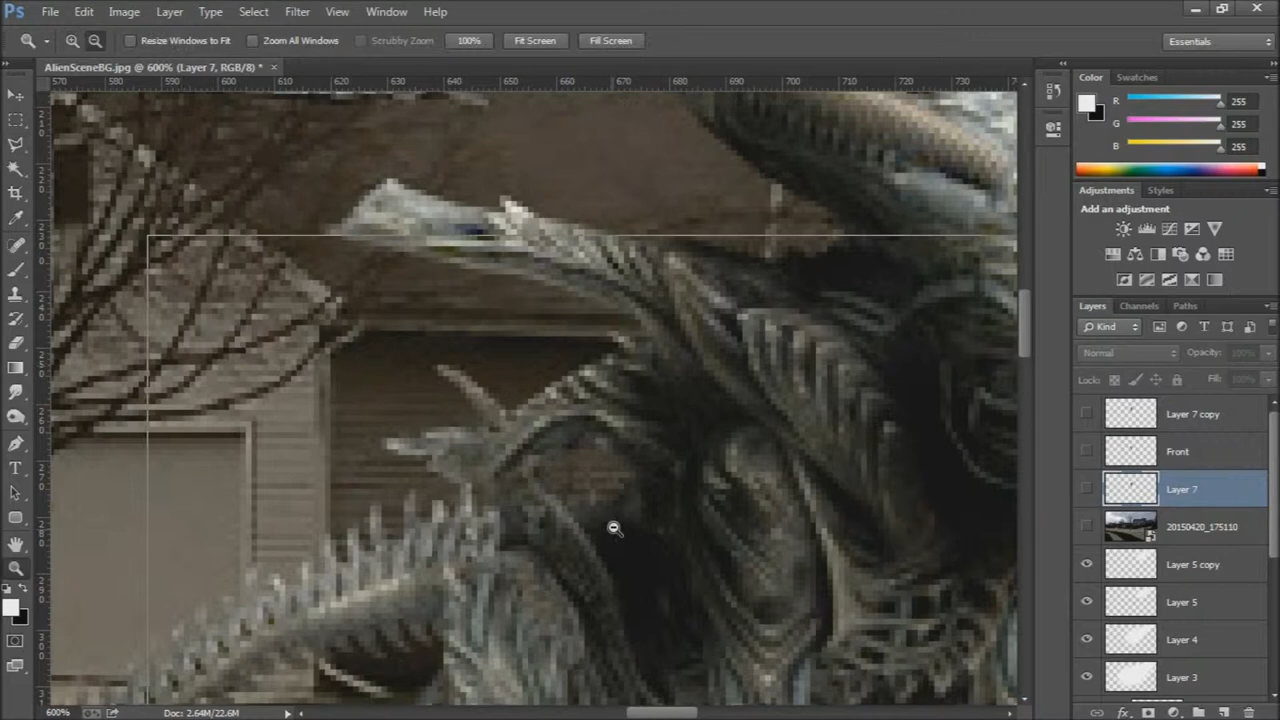 Ps File Edit Image Layer Type Select Filter View Window Help
Resize Windows to Fit Zoom All Windows Scrubby Zoom 100% Fit Screen Fill Screen Essentials
AlienSceneBG.jpg @ 600% (Layer 7, RGB/8) * ×
570 580 590 600 610 620 630 640 650 660 670 680 690 700 710 720 730
Color Swatches
R 255
G 255
B 255
Adjustments Styles
Add an adjustment
Layers Channels Paths
Kind
Normal Opacity: 100%
Lock: Fill: 100%
Layer 7 copy
Front
Layer 7
20150420_175110
Layer 5 copy
Layer 5
Layer 4
Layer 3
600% Doc: 2.64M/22.6M